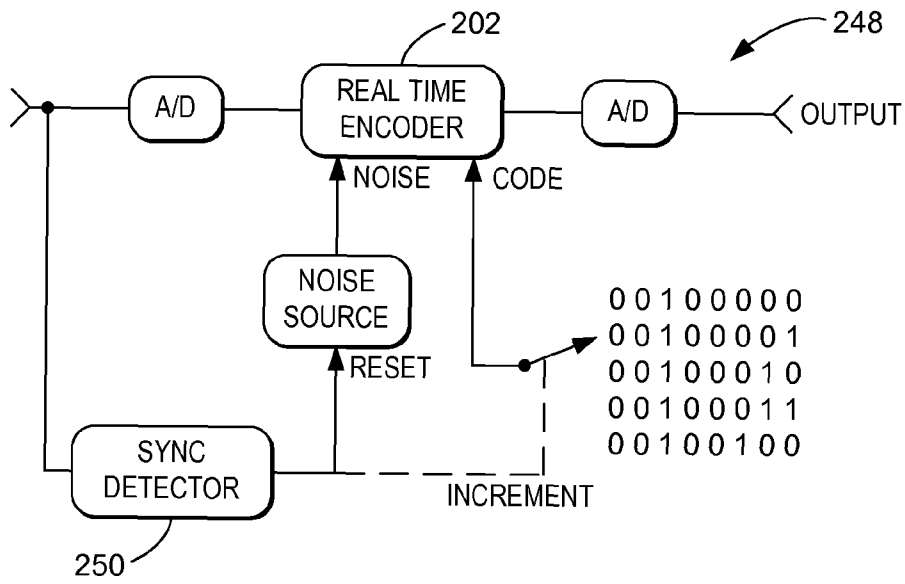 202
248
A/D
REAL TIME
ENCODER
A/D
OUTPUT
NOISE
CODE
NOISE
SOURCE
RESET
0 0 1 0 0 0 0 0
0 0 1 0 0 0 0 1
0 0 1 0 0 0 1 0
0 0 1 0 0 0 1 1
0 0 1 0 0 1 0 0
SYNC
DETECTOR
INCREMENT
250